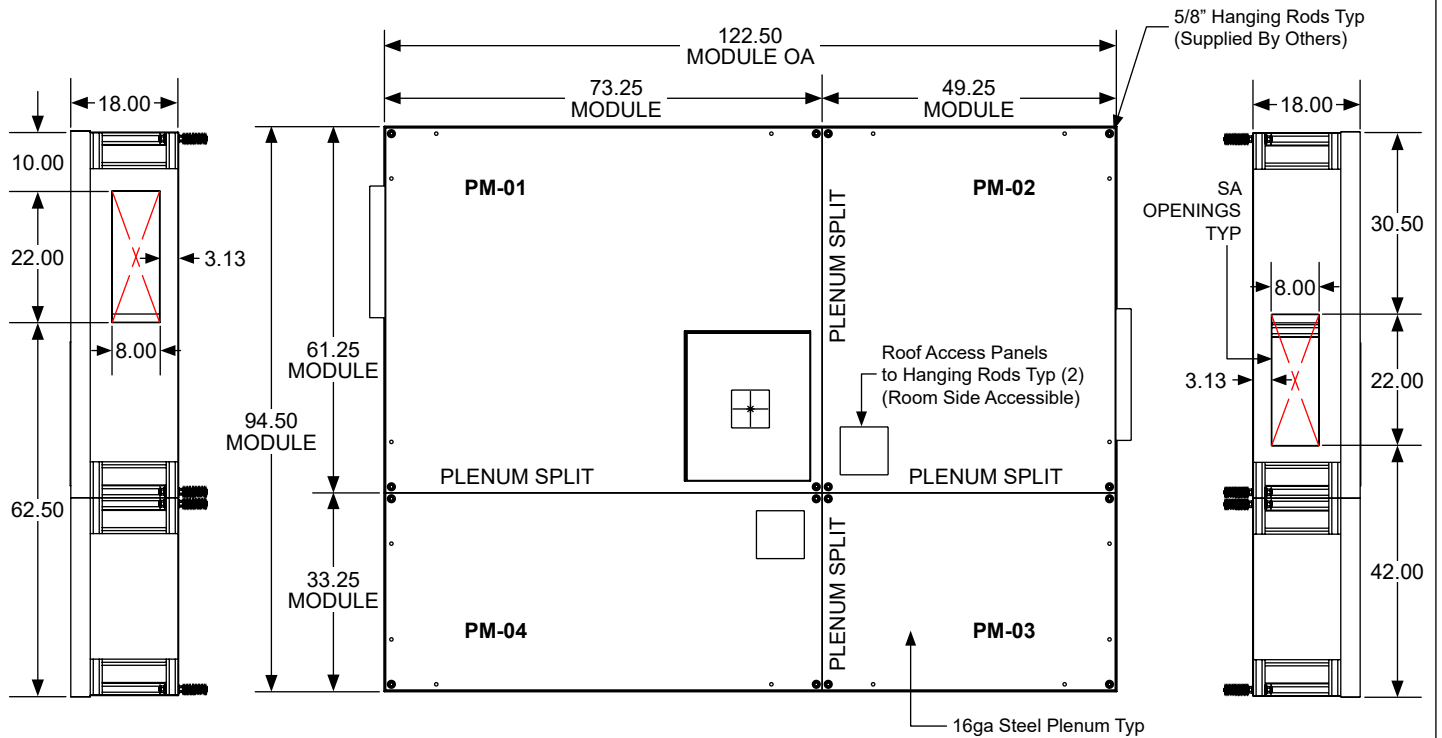 5/8” Hanging Rods Typ
(Supplied By Others)
122.50
MODULE OA
73.25
MODULE
49.25
MODULE
18.00
10.00
22.00
3.13
8.00
62.50
61.25
MODULE
94.50
MODULE
33.25
MODULE
PM-01
PM-02
PLENUM SPLIT
Roof Access Panels
to Hanging Rods Typ (2)
(Room Side Accessible)
PLENUM SPLIT
PLENUM SPLIT
PLENUM SPLIT
PM-04
PM-03
16ga Steel Plenum Typ
18.00
SA
OPENINGS
TYP
30.50
8.00
3.13
22.00
42.00